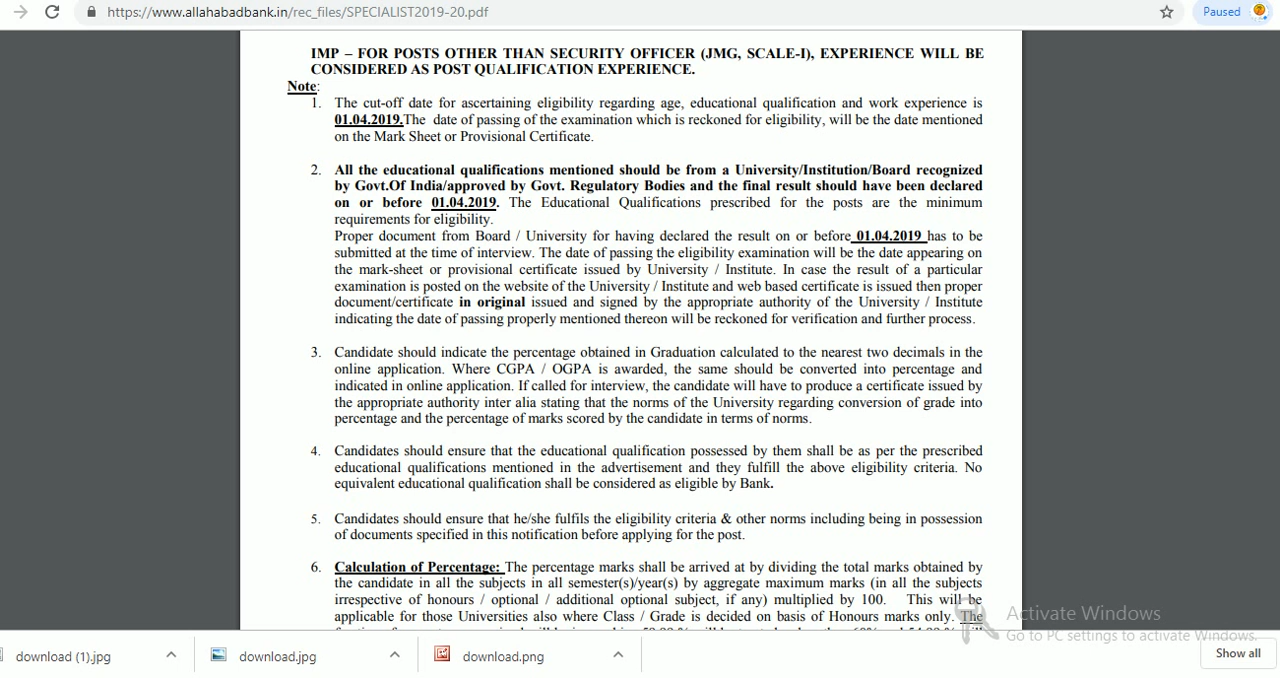 https://www.allahabadbank.in/rec_files/SPECIALIST2019-20.pdf
Paused
IMP – FOR POSTS OTHER THAN SECURITY OFFICER (JMG, SCALE-I), EXPERIENCE WILL BE
CONSIDERED AS POST QUALIFICATION EXPERIENCE.
Note:
1. The cut-off date for ascertaining eligibility regarding age, educational qualification and work experience is
01.04.2019.The date of passing of the examination which is reckoned for eligibility, will be the date mentioned
on the Mark Sheet or Provisional Certificate.
2. All the educational qualifications mentioned should be from a University/Institution/Board recognized
by Govt.Of India/approved by Govt. Regulatory Bodies and the final result should have been declared
on or before 01.04.2019. The Educational Qualifications prescribed for the posts are the minimum
requirements for eligibility.
Proper document from Board / University for having declared the result on or before 01.04.2019 has to be
submitted at the time of interview. The date of passing the eligibility examination will be the date appearing on
the mark-sheet or provisional certificate issued by University / Institute. In case the result of a particular
examination is posted on the website of the University / Institute and web based certificate is issued then proper
document/certificate in original issued and signed by the appropriate authority of the University / Institute
indicating the date of passing properly mentioned thereon will be reckoned for verification and further process.
3. Candidate should indicate the percentage obtained in Graduation calculated to the nearest two decimals in the
online application. Where CGPA / OGPA is awarded, the same should be converted into percentage and
indicated in online application. If called for interview, the candidate will have to produce a certificate issued by
the appropriate authority inter alia stating that the norms of the University regarding conversion of grade into
percentage and the percentage of marks scored by the candidate in terms of norms.
4. Candidates should ensure that the educational qualification possessed by them shall be as per the prescribed
educational qualifications mentioned in the advertisement and they fulfill the above eligibility criteria. No
equivalent educational qualification shall be considered as eligible by Bank.
5. Candidates should ensure that he/she fulfils the eligibility criteria & other norms including being in possession
of documents specified in this notification before applying for the post.
6. Calculation of Percentage: The percentage marks shall be arrived at by dividing the total marks obtained by
the candidate in all the subjects in all semester(s)/year(s) by aggregate maximum marks (in all the subjects
irrespective of honours / optional / additional optional subject, if any) multiplied by 100. This will be
applicable for those Universities also where Class / Grade is decided on basis of Honours marks only. The
Activate Windows
Go to PC settings to activate Windows.
download (1).jpg
download.jpg
download.png
Show all